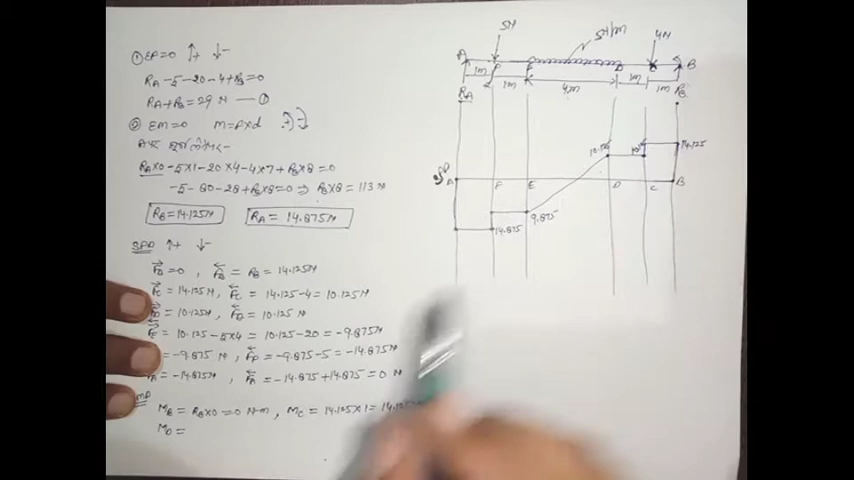 ① ΣF=0 ↑+ ↓-
RA-5-20-4+RB=0
RA+RB=29 N — ①
② ΣM=0 M=F×d
RA×0-5×1-20×4-4×7+RB×8=0
-5-80-28+RB×8=0 ⇒ RB×8=113 N
RB=14.125N RA = 14.875N
SFD ↑+ ↓-
FB=0 , FB = RB = 14.125N
FC = 14.125N , FC = 14.125-4=10.125N
FD = 10.125N , FD = 10.125 N
FE = 10.125-5×4 = 10.125-20 = -9.875N
= -9.875 N , FF = -9.875-5=-14.875N
FA = -14.875N , FA = -14.875+14.875=0 N
MB = RB×0=0 N-m , MC = 14.125×1=
MD =
5N
5N/m
4N
A F E D C B
1m 1m 4m 1m 1m
RA RB
10.125 14.125
A F E D C B
14.875 9.875